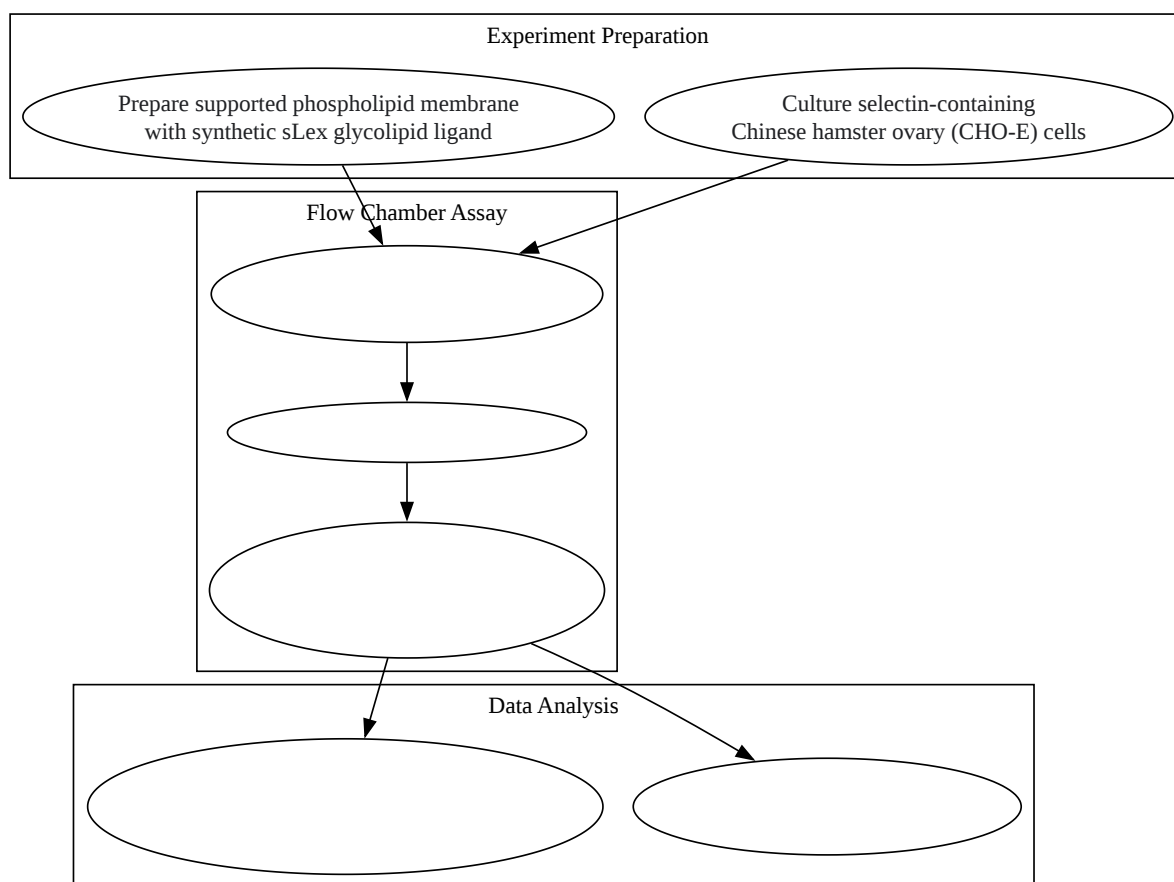 Experiment Preparation
Prepare supported phospholipid membrane
with synthetic sLex glycolipid ligand
Culture selectin-containing
Chinese hamster ovary (CHO-E) cells
Flow Chamber Assay
Data Analysis